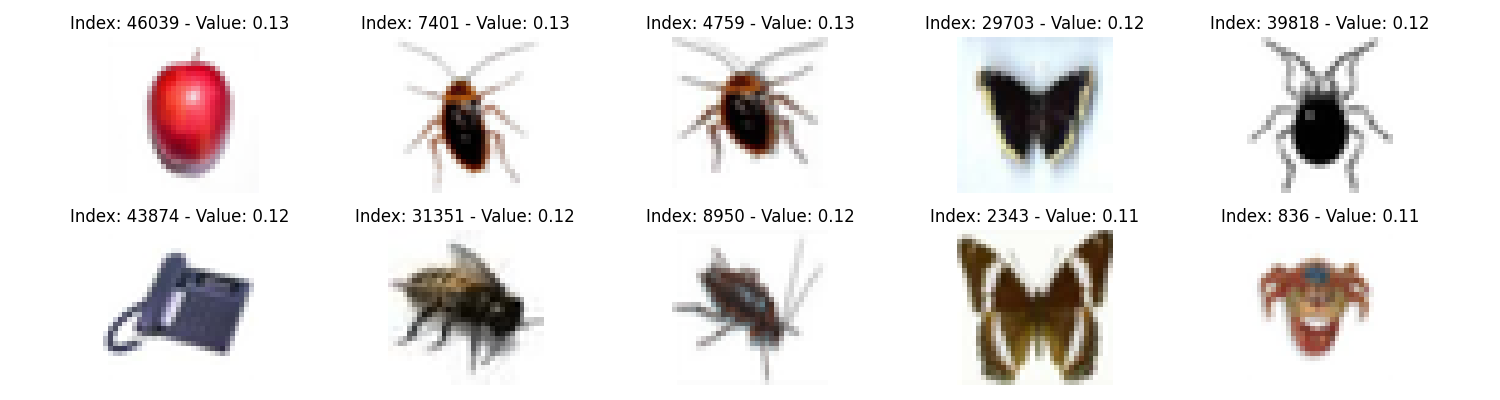 Index: 46039 - Value: 0.13
Index: 7401 - Value: 0.13
Index: 4759 - Value: 0.13
Index: 29703 - Value: 0.12
Index: 39818 - Value: 0.12
Index: 43874 - Value: 0.12
Index: 31351 - Value: 0.12
Index: 8950 - Value: 0.12
Index: 2343 - Value: 0.11
Index: 836 - Value: 0.11